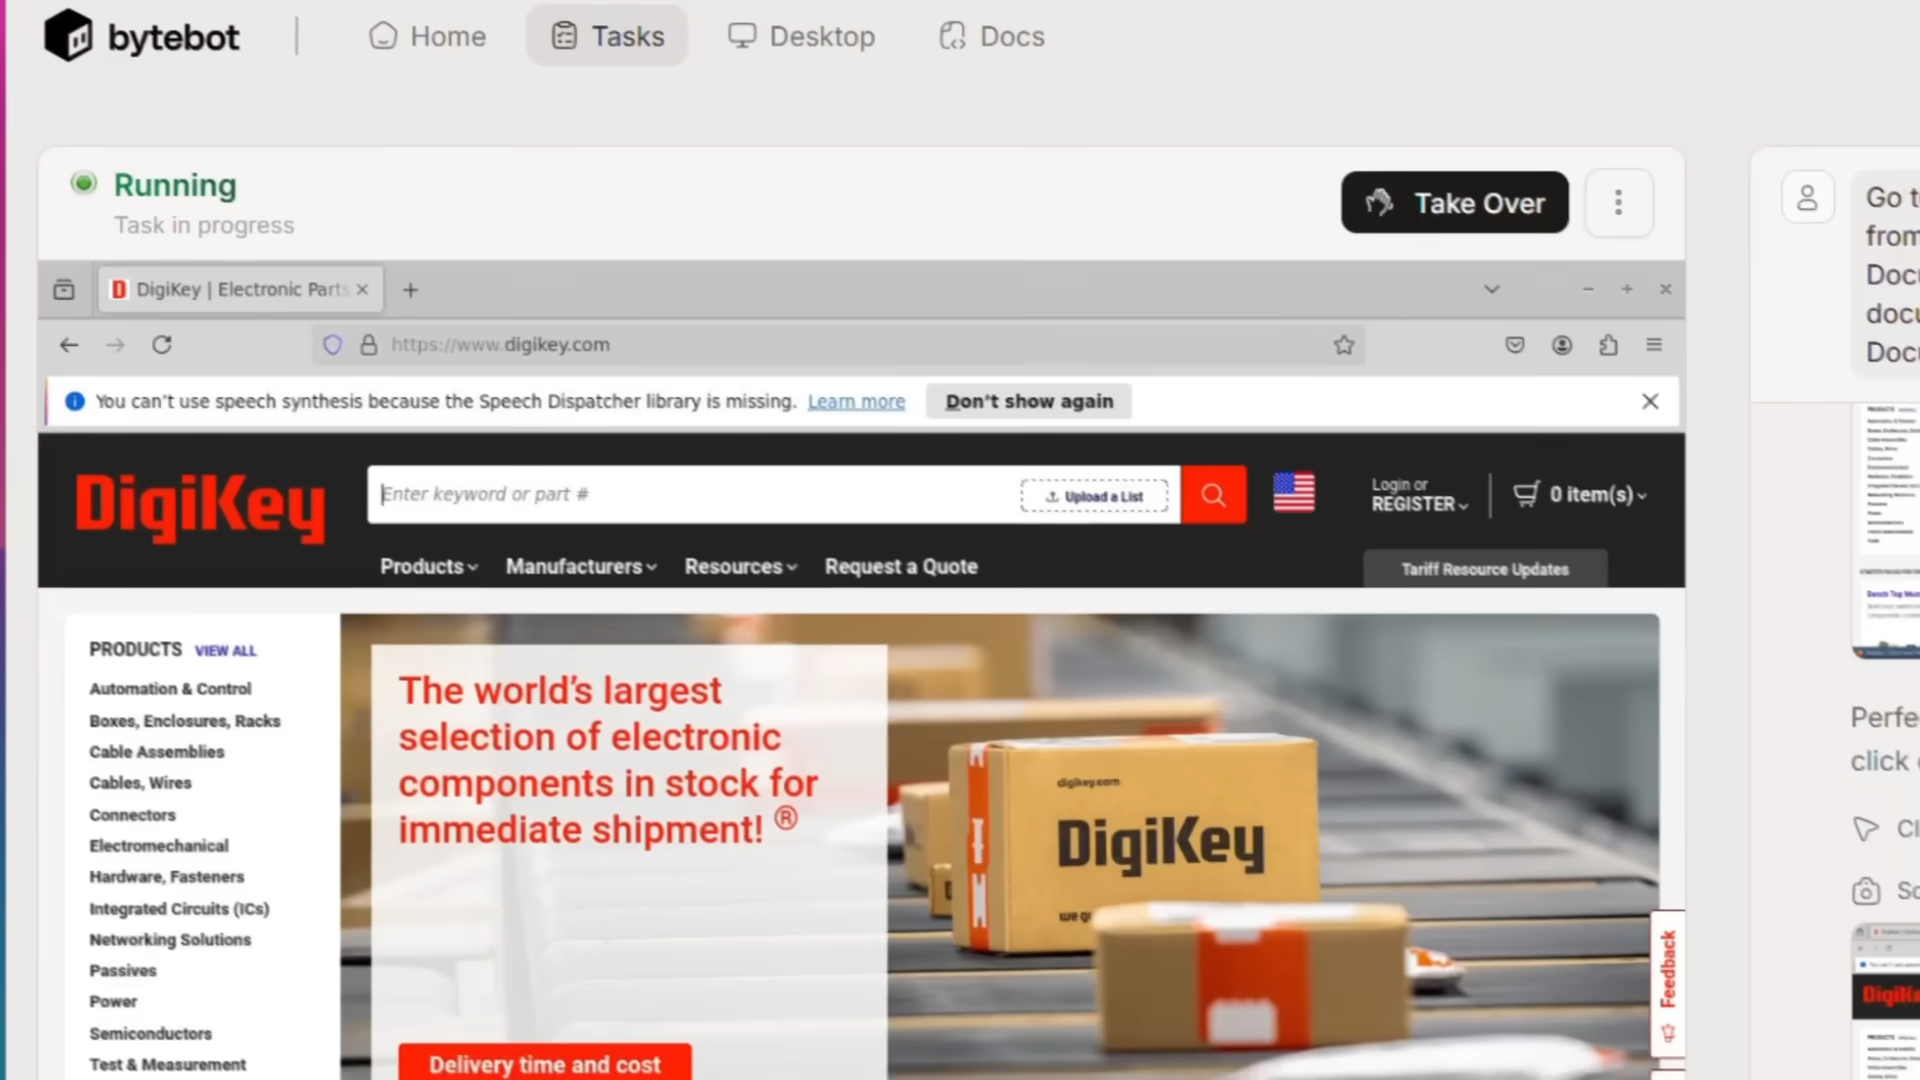 bytebot
Home
Tasks
Desktop
Docs
Running
Task in progress
Take Over
Go t
from
Docu
docu
Docu
DigiKey | Electronic Parts
https://www.digikey.com
You can't use speech synthesis because the Speech Dispatcher library is missing. Learn more
Don't show again
DigiKey
Enter keyword or part #
Upload a List
Login or
REGISTER
0 item(s)
Products
Manufacturers
Resources
Request a Quote
Tariff Resource Updates
PRODUCTS VIEW ALL
Automation & Control
Boxes, Enclosures, Racks
Cable Assemblies
Cables, Wires
Connectors
Electromechanical
Hardware, Fasteners
Integrated Circuits (ICs)
Networking Solutions
Passives
Power
Semiconductors
Test & Measurement
The world's largest
selection of electronic
components in stock for
immediate shipment! ®
Delivery time and cost
digikey.com
DigiKey
Feedback
Perfe
click
Cl
Sc
DigiKe